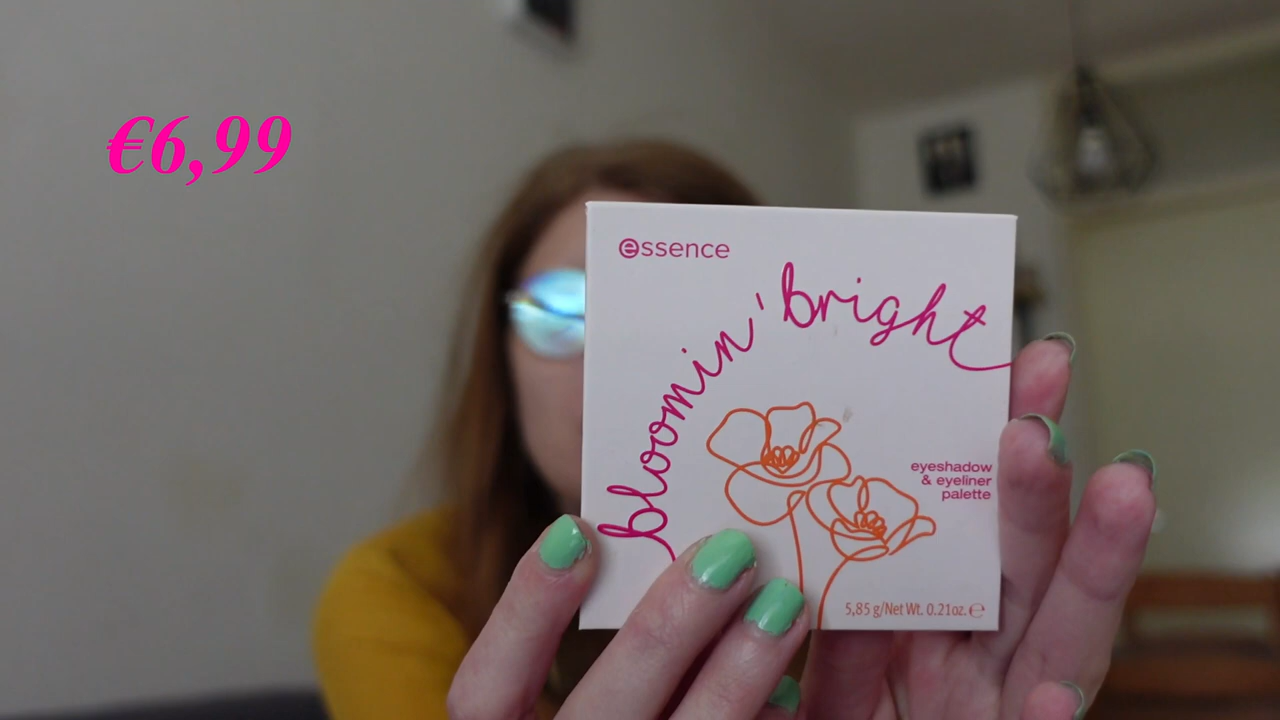 €6,99
essence
bloomin' bright
eyeshadow
& eyeliner
palette
5,85 g/Net Wt. 0.21oz. ℮